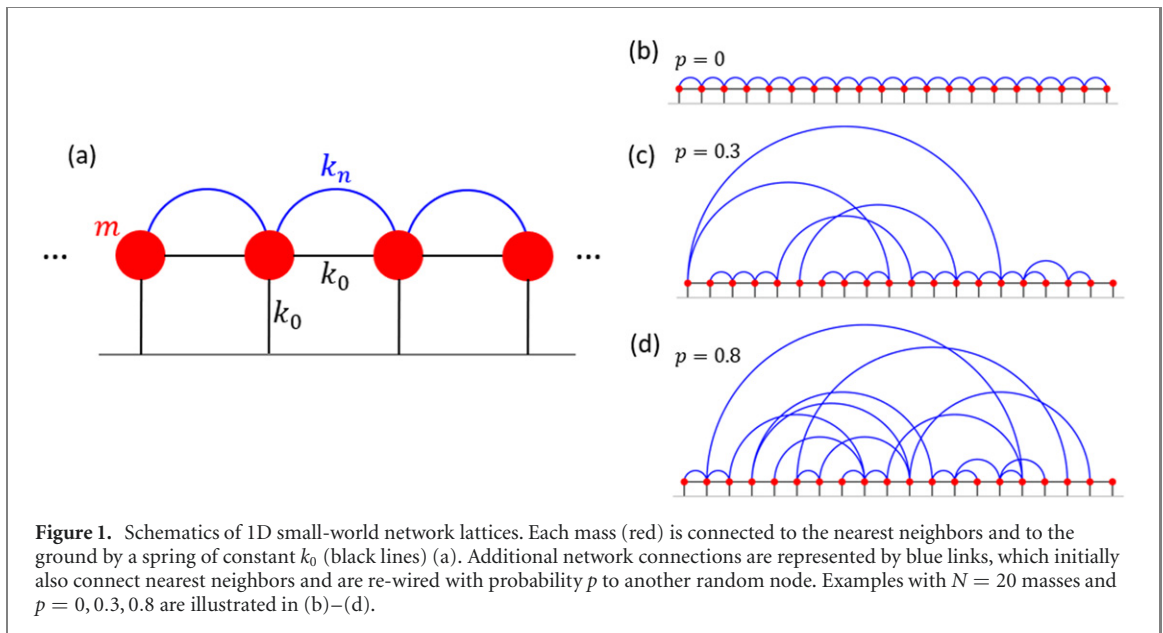 (a)
k_n
m
...
...
k_0
k_0
(b)
p = 0
(c)
p = 0.3
(d)
p = 0.8
Figure 1. Schematics of 1D small-world network lattices. Each mass (red) is connected to the nearest neighbors and to the
ground by a spring of constant k_0 (black lines) (a). Additional network connections are represented by blue links, which initially
also connect nearest neighbors and are re-wired with probability p to another random node. Examples with N = 20 masses and
p = 0, 0.3, 0.8 are illustrated in (b)–(d).